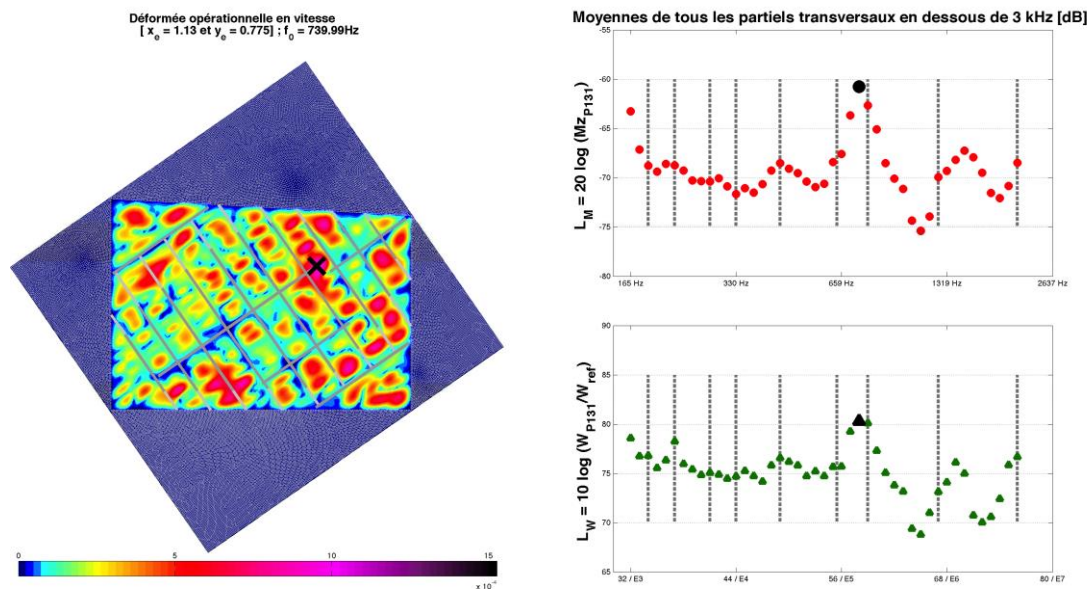 Déformée opérationnelle en vitesse
[ x_e = 1.13 et y_e = 0.775] ; f_0 = 739.99Hz
0 5 10 15
Moyennes de tous les partiels transversaux en dessous de 3 kHz [dB]
L_M = 20 log (Mz_P131)
-55
-60
-65
-70
-75
-80
165 Hz 330 Hz 659 Hz 1319 Hz 2037 Hz
L_W = 10 log (W_P131/W_ref)
90
85
80
75
70
65
32 / E3 44 / E4 56 / E5 68 / E6 80 / E7